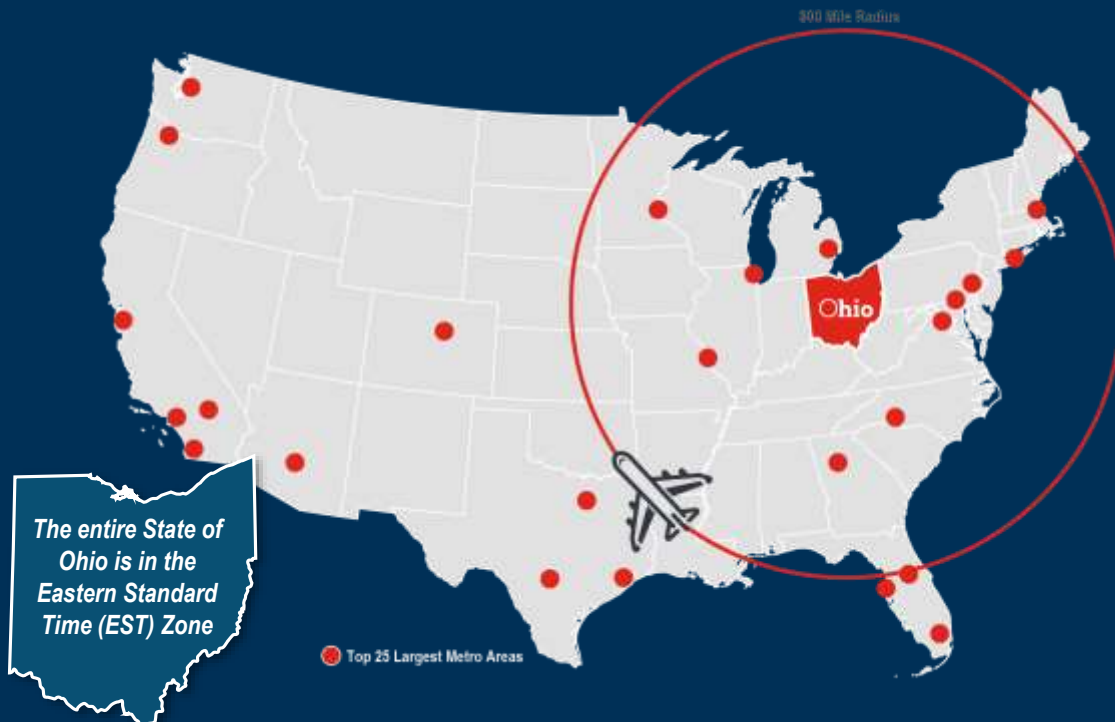 800 Mile Radius
Ohio
The entire State of
Ohio is in the
Eastern Standard
Time (EST) Zone
Top 25 Largest Metro Areas